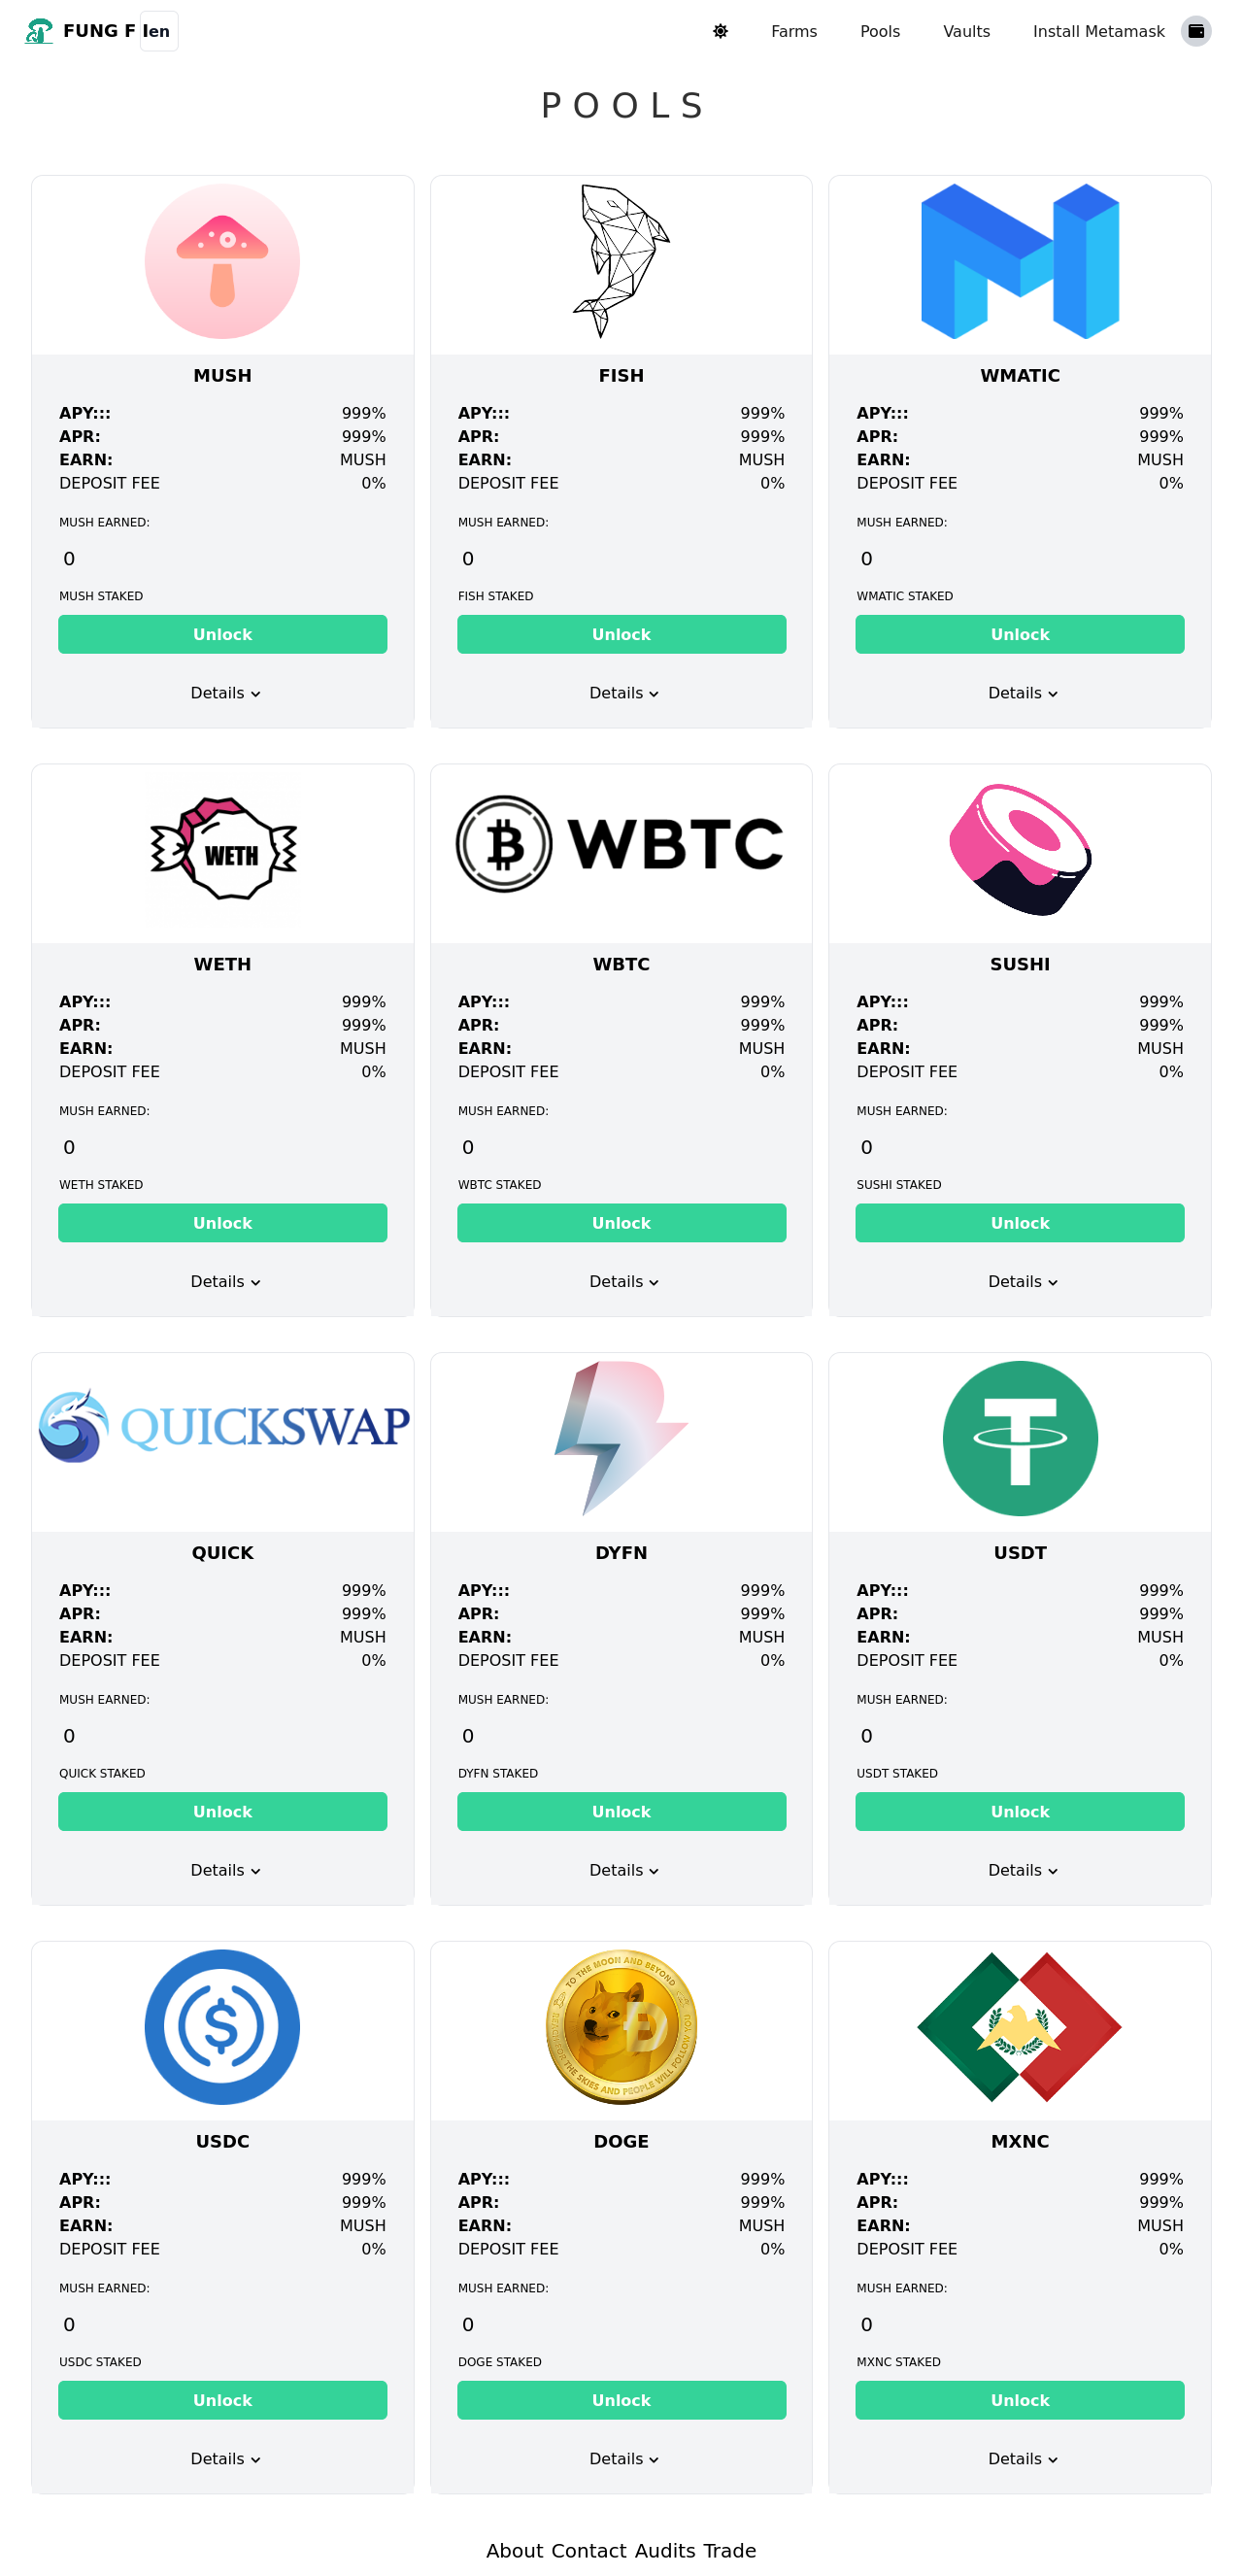 FUNG F len
Farms Pools Vaults Install Metamask
POOLS
MUSH
APY::: 999%
APR: 999%
EARN: MUSH
DEPOSIT FEE 0%
MUSH EARNED:
0
MUSH STAKED
Unlock
Details
FISH
APY::: 999%
APR: 999%
EARN: MUSH
DEPOSIT FEE 0%
MUSH EARNED:
0
FISH STAKED
Unlock
Details
WMATIC
APY::: 999%
APR: 999%
EARN: MUSH
DEPOSIT FEE 0%
MUSH EARNED:
0
WMATIC STAKED
Unlock
Details
WETH
WETH
APY::: 999%
APR: 999%
EARN: MUSH
DEPOSIT FEE 0%
MUSH EARNED:
0
WETH STAKED
Unlock
Details
WBTC
WBTC
APY::: 999%
APR: 999%
EARN: MUSH
DEPOSIT FEE 0%
MUSH EARNED:
0
WBTC STAKED
Unlock
Details
SUSHI
APY::: 999%
APR: 999%
EARN: MUSH
DEPOSIT FEE 0%
MUSH EARNED:
0
SUSHI STAKED
Unlock
Details
QUICKSWAP
QUICK
APY::: 999%
APR: 999%
EARN: MUSH
DEPOSIT FEE 0%
MUSH EARNED:
0
QUICK STAKED
Unlock
Details
DYFN
APY::: 999%
APR: 999%
EARN: MUSH
DEPOSIT FEE 0%
MUSH EARNED:
0
DYFN STAKED
Unlock
Details
USDT
APY::: 999%
APR: 999%
EARN: MUSH
DEPOSIT FEE 0%
MUSH EARNED:
0
USDT STAKED
Unlock
Details
USDC
APY::: 999%
APR: 999%
EARN: MUSH
DEPOSIT FEE 0%
MUSH EARNED:
0
USDC STAKED
Unlock
Details
TO THE MOON AND BEYOND
FOR THE SKIES AND PEOPLE WILL FOLLOW YOU
DOGE
APY::: 999%
APR: 999%
EARN: MUSH
DEPOSIT FEE 0%
MUSH EARNED:
0
DOGE STAKED
Unlock
Details
MXNC
APY::: 999%
APR: 999%
EARN: MUSH
DEPOSIT FEE 0%
MUSH EARNED:
0
MXNC STAKED
Unlock
Details
About Contact Audits Trade